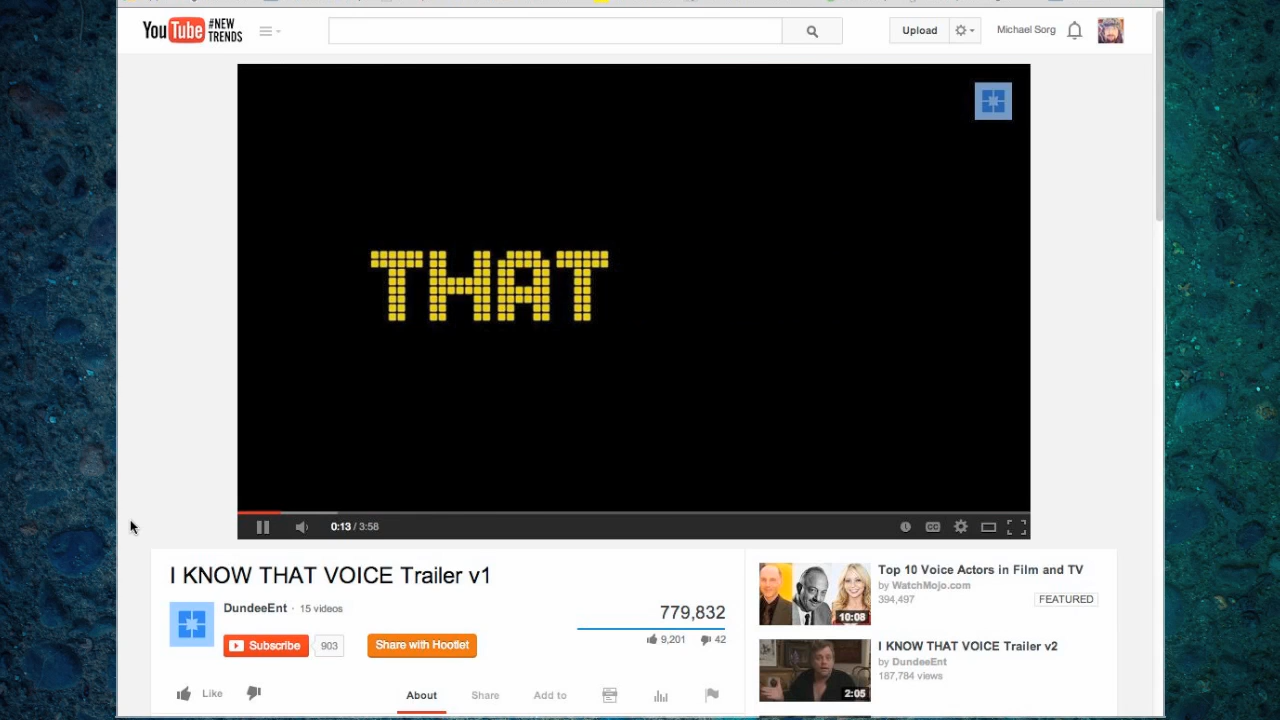 YouTube #NEW TRENDS
Upload
Michael Sorg
THAT
0:13 / 3:58
CC
I KNOW THAT VOICE Trailer v1
DundeeEnt · 15 videos
Subscribe 903
Share with Hootlet
779,832
9,201 42
Like
About Share Add to
Top 10 Voice Actors in Film and TV
by WatchMojo.com
394,497 FEATURED
10:08
I KNOW THAT VOICE Trailer v2
by DundeeEnt
187,784 views
2:05